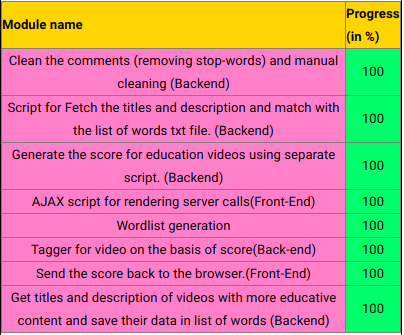 Module name
Progress
(in %)
Clean the comments (removing stop-words) and manual
cleaning (Backend)
100
Script for Fetch the titles and description and match with
the list of words txt file. (Backend)
100
Generate the score for education videos using separate
script. (Backend)
100
AJAX script for rendering server calls(Front-End)
100
Wordlist generation
100
Tagger for video on the basis of score(Back-end)
100
Send the score back to the browser.(Front-End)
100
Get titles and description of videos with more educative
content and save their data in list of words (Backend)
100